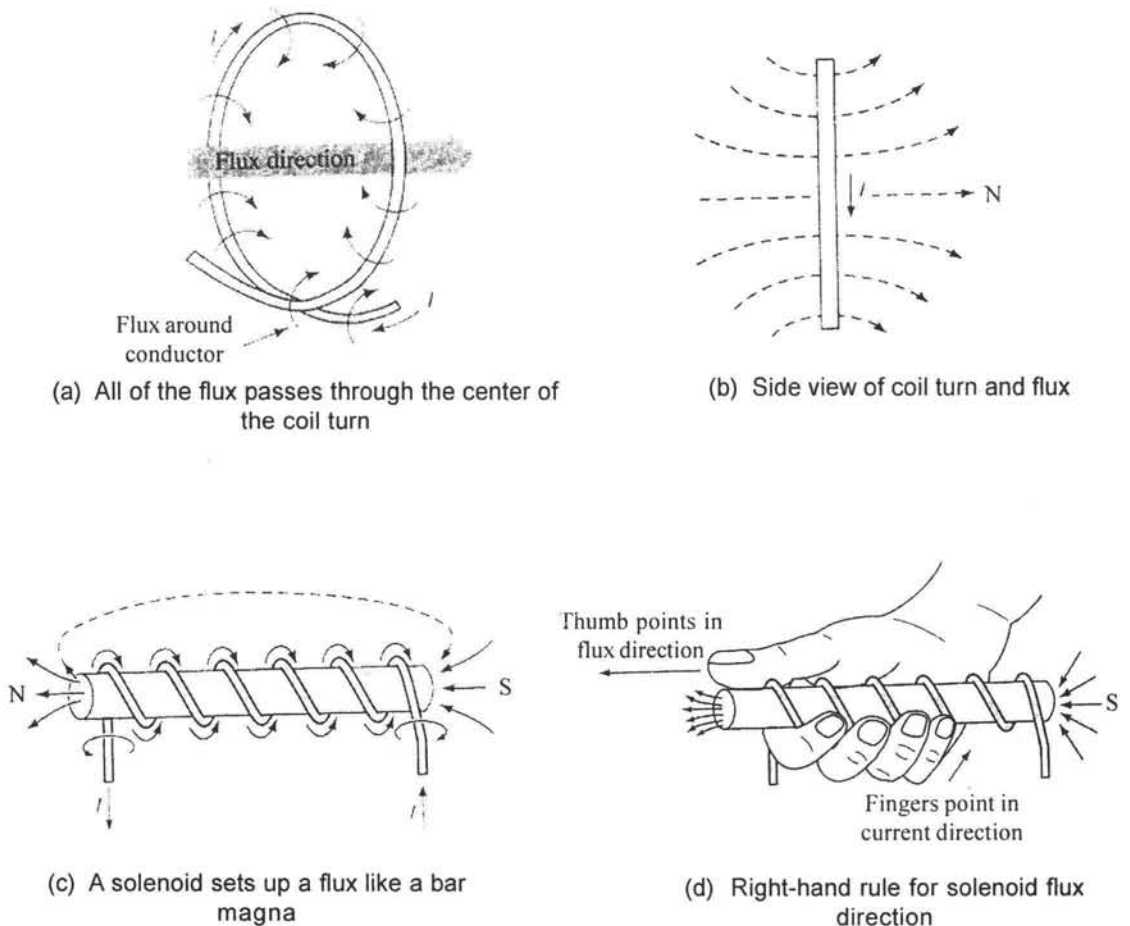 I
Flux direction
Flux around
conductor
I
(a) All of the flux passes through the center of
the coil turn
I
N
(b) Side view of coil turn and flux
N
S
I
I
(c) A solenoid sets up a flux like a bar
magna
Thumb points in
flux direction
S
Fingers point in
current direction
(d) Right-hand rule for solenoid flux
direction